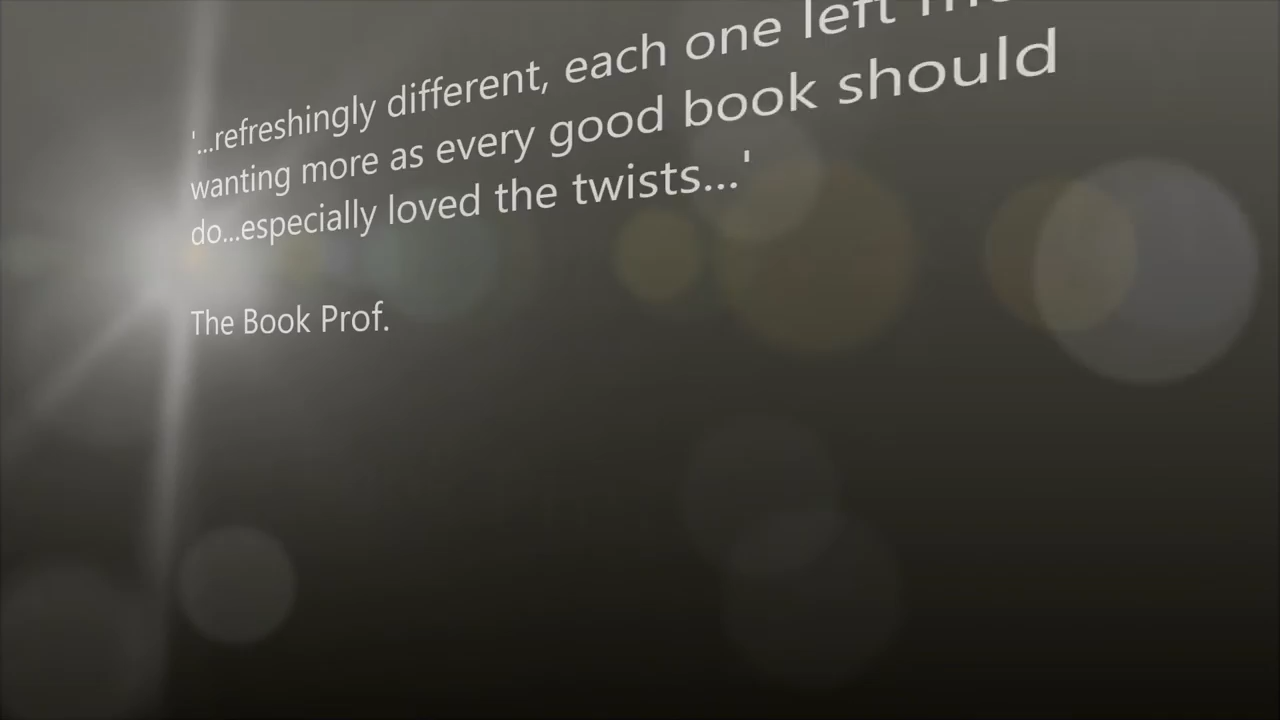 '...refreshingly different, each one left
wanting more as every good book should
do...especially loved the twists...'
The Book Prof.